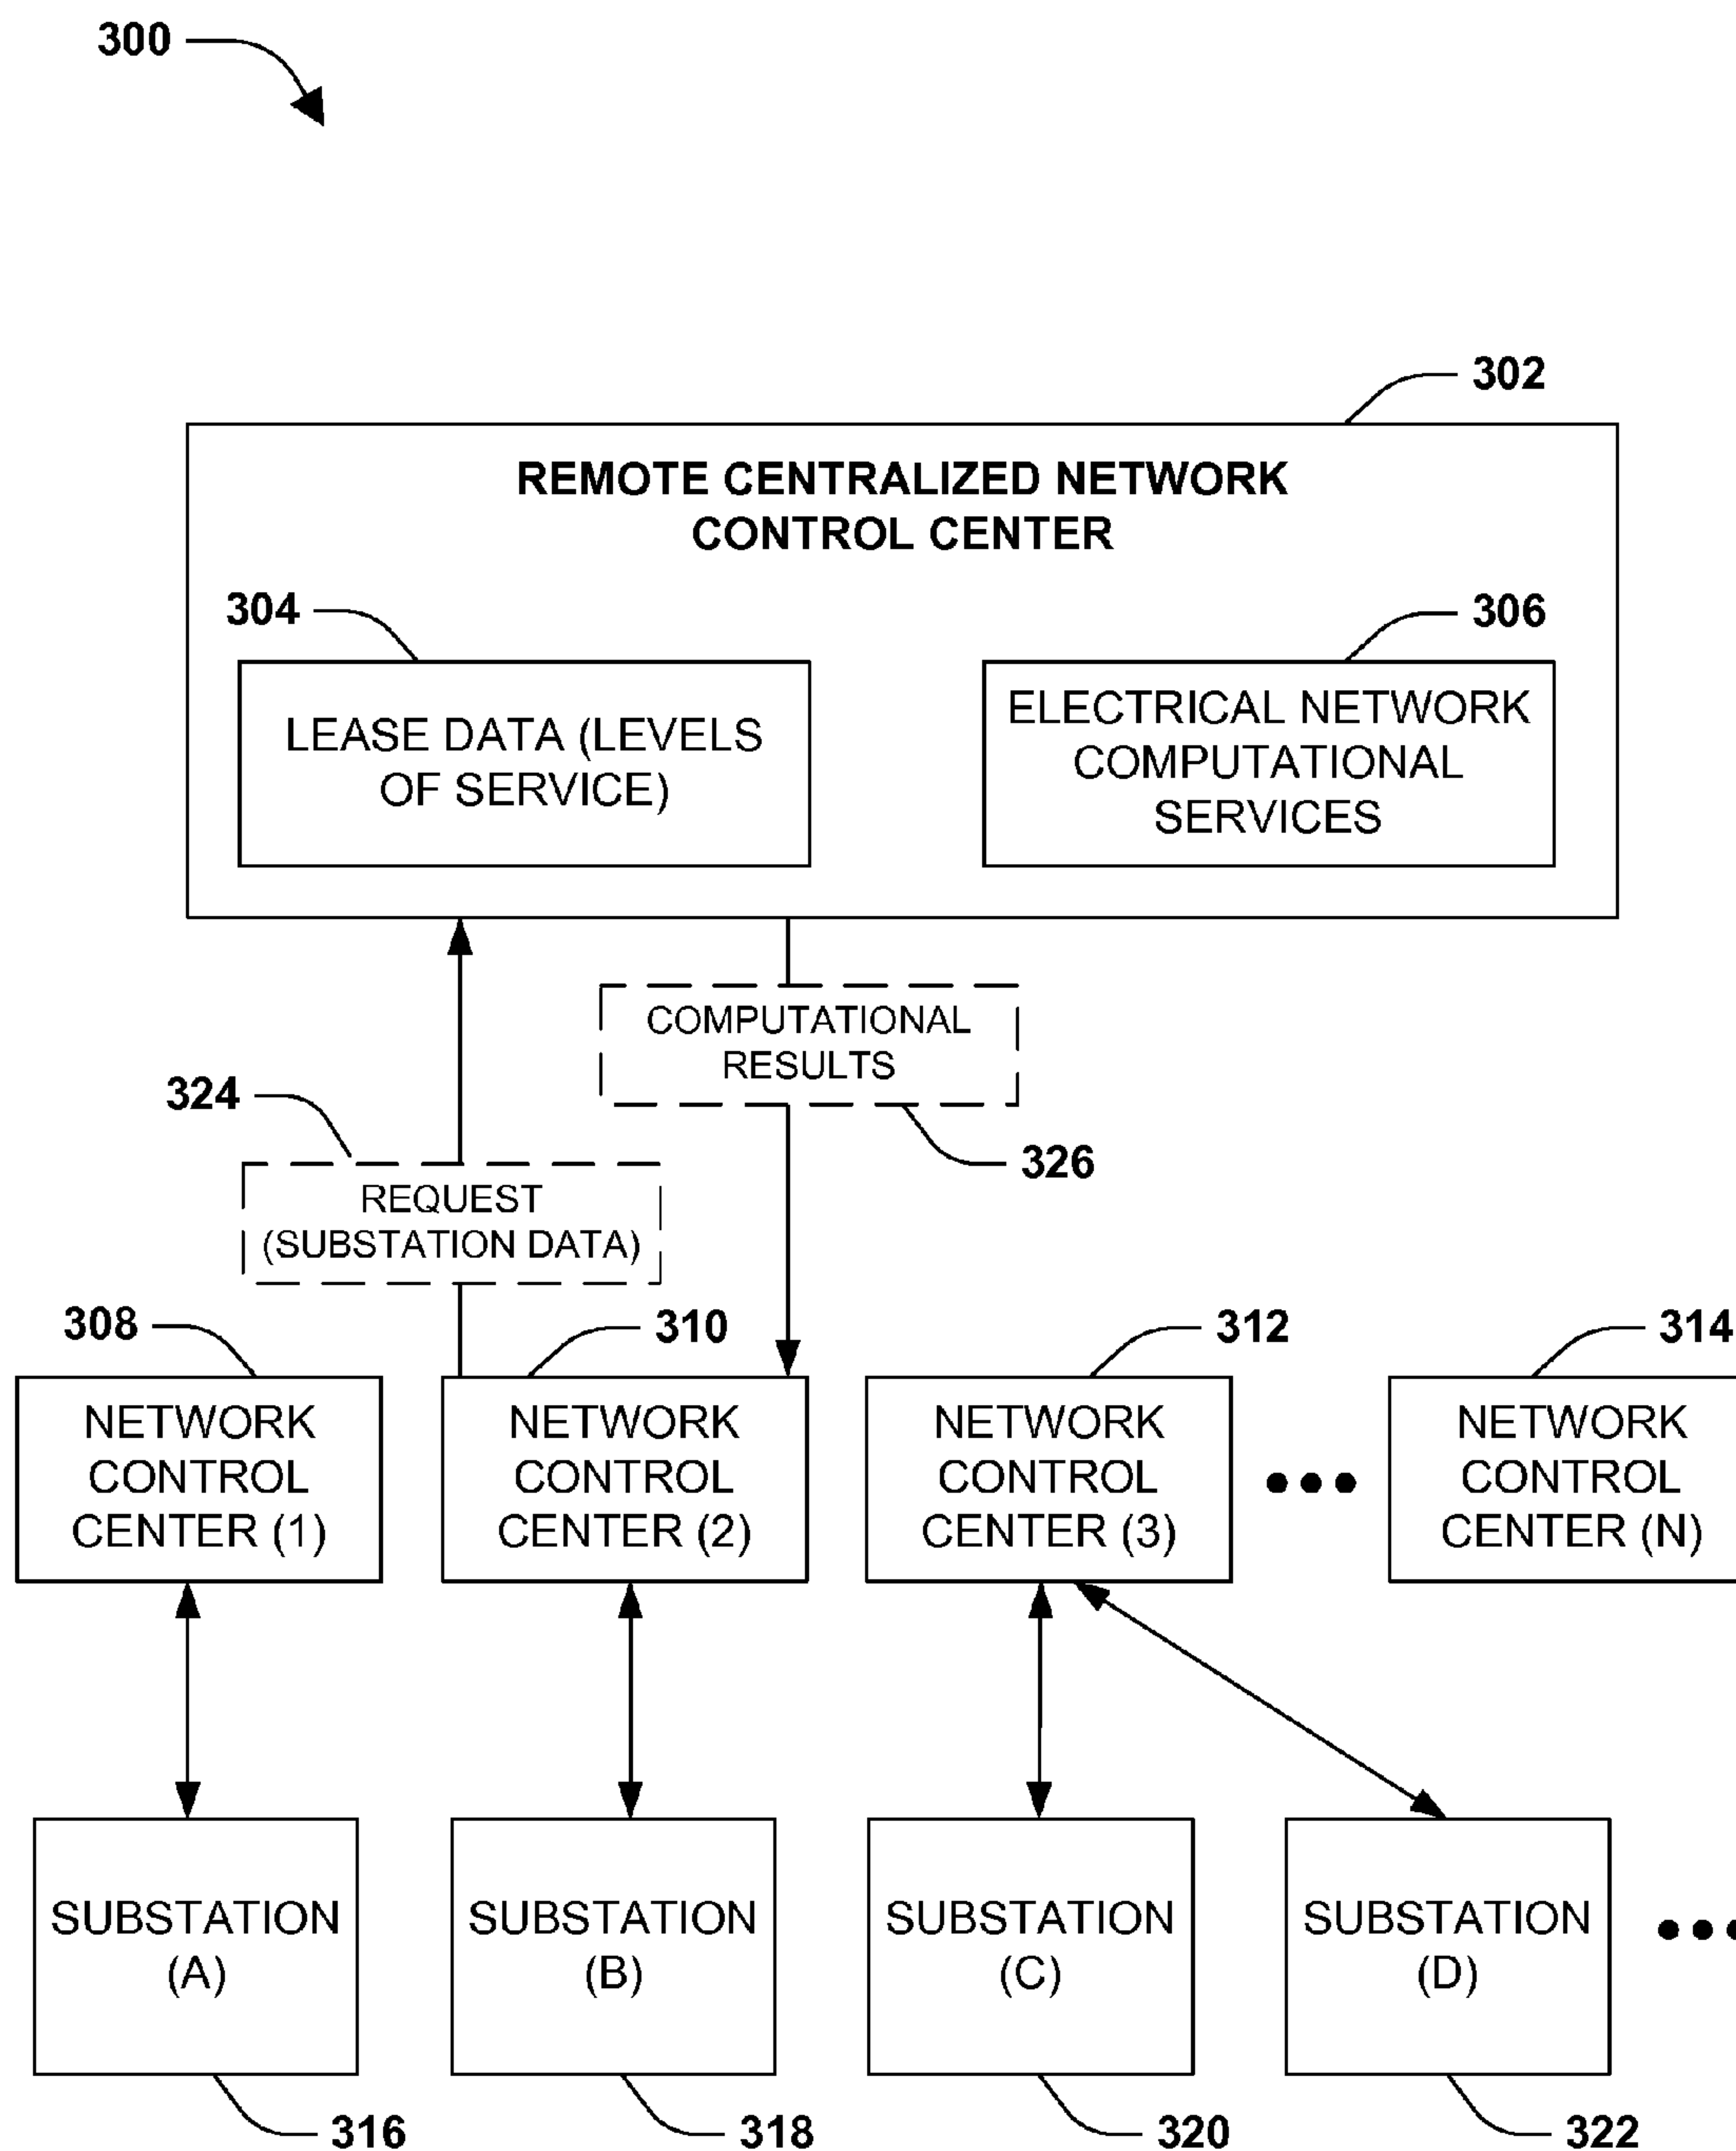 300
302
REMOTE CENTRALIZED NETWORK
CONTROL CENTER
304
306
LEASE DATA (LEVELS
OF SERVICE)
ELECTRICAL NETWORK
COMPUTATIONAL
SERVICES
COMPUTATIONAL
RESULTS
324
326
REQUEST
(SUBSTATION DATA)
308
310
312
314
NETWORK
CONTROL
CENTER (1)
NETWORK
CONTROL
CENTER (2)
NETWORK
CONTROL
CENTER (3)
NETWORK
CONTROL
CENTER (N)
SUBSTATION
(A)
SUBSTATION
(B)
SUBSTATION
(C)
SUBSTATION
(D)
316
318
320
322